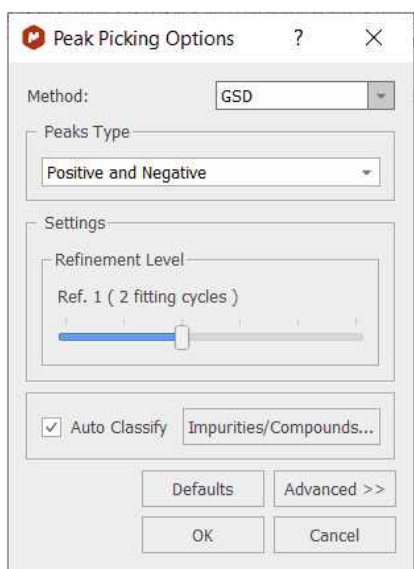 Peak Picking Options ? X
Method: GSD
Peaks Type
Positive and Negative
Settings
Refinement Level
Ref. 1 ( 2 fitting cycles )
Auto Classify Impurities/Compounds...
Defaults Advanced >>
OK Cancel